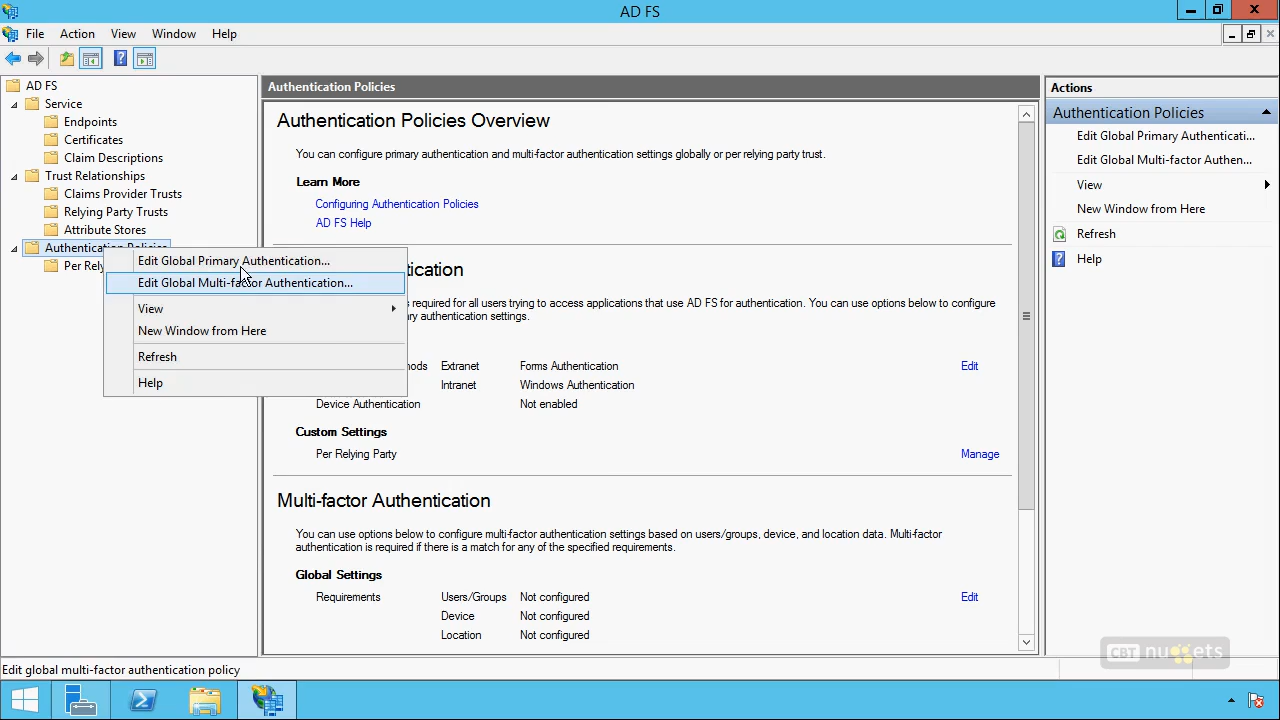 AD FS
File Action View Window Help
AD FS
Service
Endpoints
Certificates
Claim Descriptions
Trust Relationships
Claims Provider Trusts
Relying Party Trusts
Attribute Stores
Authentication Policies
Per Rely
Edit Global Primary Authentication...
Edit Global Multi-factor Authentication...
View
New Window from Here
Refresh
Help
Authentication Policies
Authentication Policies Overview
You can configure primary authentication and multi-factor authentication settings globally or per relying party trust.
Learn More
Configuring Authentication Policies
AD FS Help
ication
required for all users trying to access applications that use AD FS for authentication. You can use options below to configure
ary authentication settings.
ods Extranet Forms Authentication Edit
Intranet Windows Authentication
Device Authentication Not enabled
Custom Settings
Per Relying Party Manage
Multi-factor Authentication
You can use options below to configure multi-factor authentication settings based on users/groups, device, and location data. Multi-factor
authentication is required if there is a match for any of the specified requirements.
Global Settings
Requirements Users/Groups Not configured Edit
Device Not configured
Location Not configured
Actions
Authentication Policies
Edit Global Primary Authenticati...
Edit Global Multi-factor Authen...
View
New Window from Here
Refresh
Help
CBT nuggets
Edit global multi-factor authentication policy